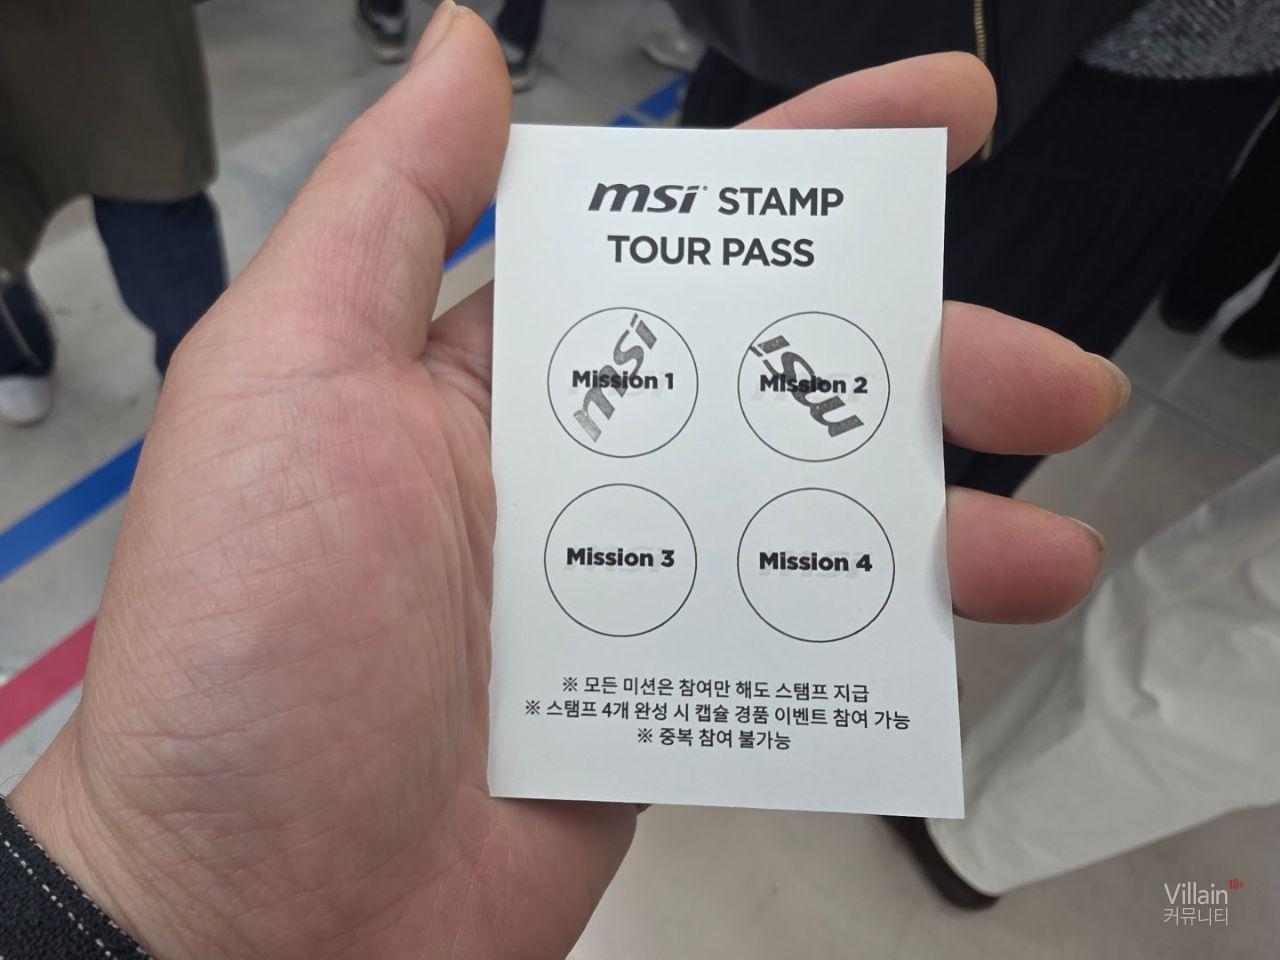 msi STAMP
TOUR PASS
msi
Mission 1
msi
Mission 2
Mission 3
Mission 4
※ 모든 미션은 참여만 해도 스탬프 지급
※ 스탬프 4개 완성 시 캡슐 경품 이벤트 참여 가능
※ 중복 참여 불가능
Villain 18+
커뮤니티